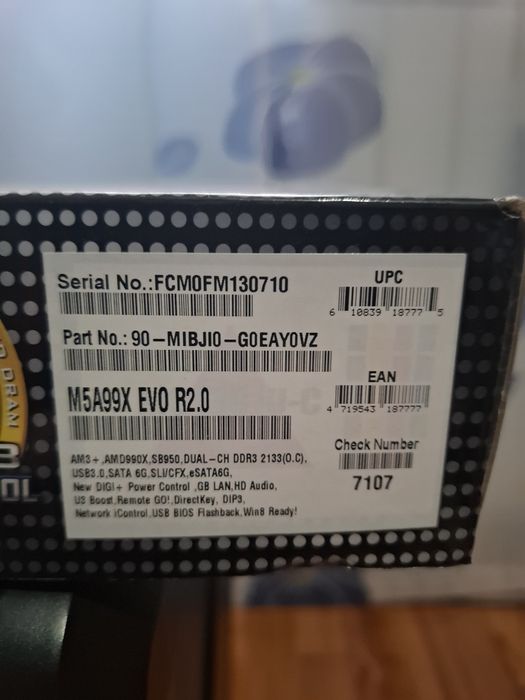 Serial No.:FCM0FM130710
UPC
6 10839 18777 5
Part No.: 90-MIBJI0-G0EAY0VZ
EAN
4 719543 187777
M5A99X EVO R2.0
Check Number
7107
AM3+,AMD990X,SB950,DUAL-CH DDR3 2133(O.C),
USB3.0,SATA 6G,SLI/CFX,eSATA6G,
New DIGI+ Power Control ,GB LAN,HD Audio,
U3 Boost,Remote GO!,DirectKey, DIP3,
Network iControl,USB BIOS Flashback,Win8 Ready!
DRAN